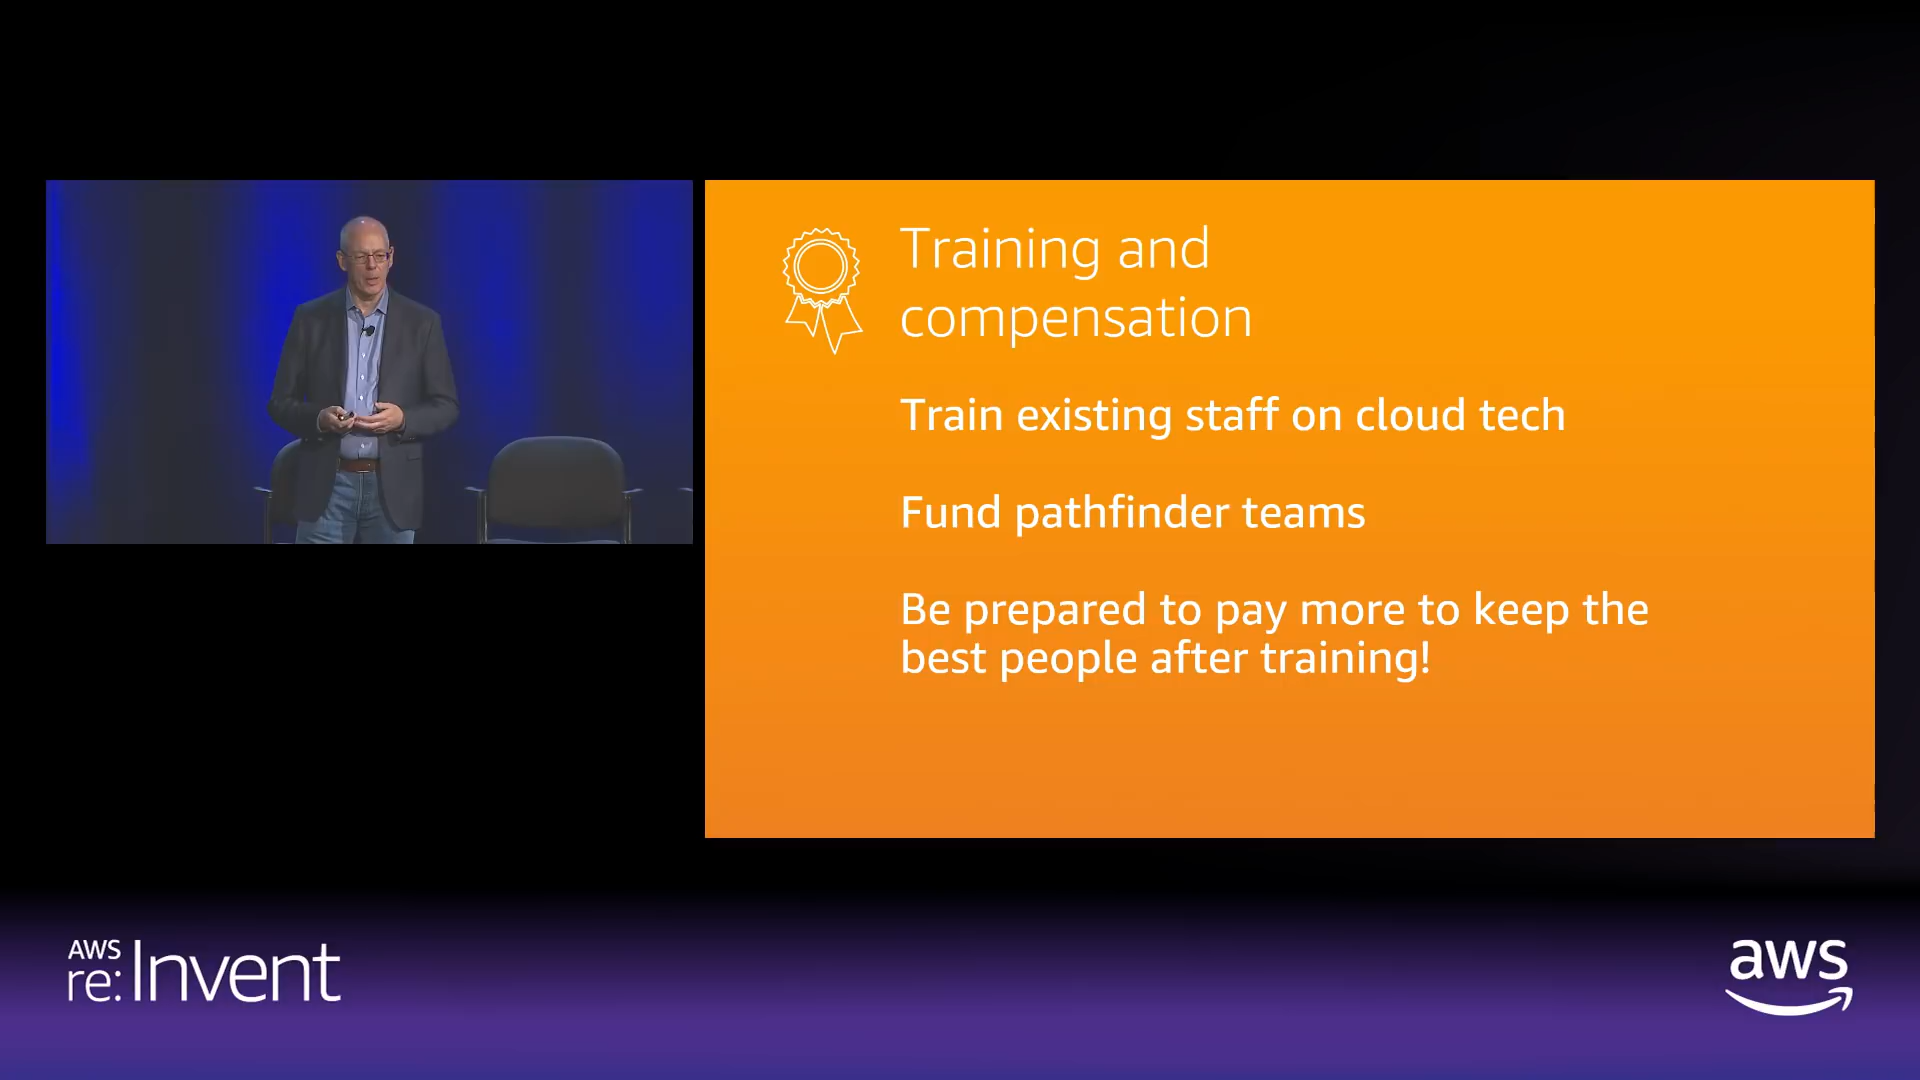 Training and
compensation
Train existing staff on cloud tech
Fund pathfinder teams
Be prepared to pay more to keep the
best people after training!
AWS
re:Invent
aws